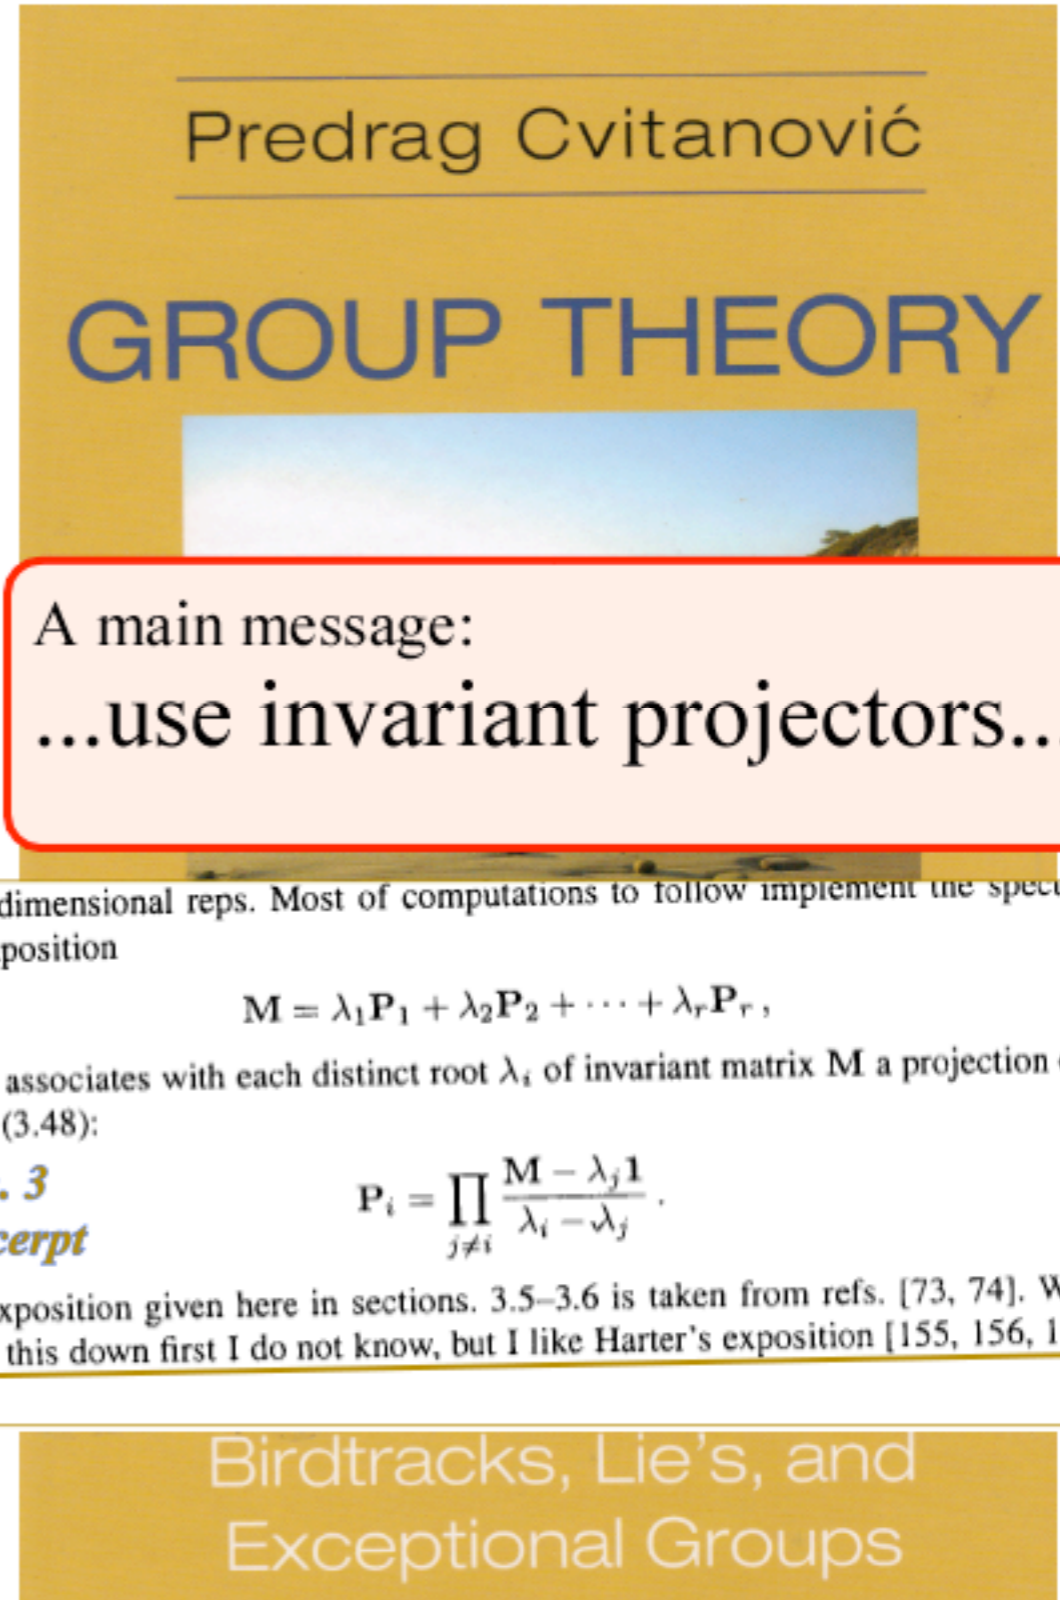 Predrag Cvitanović
GROUP THEORY
A main message:
...use invariant projectors...
dimensional reps. Most of computations to follow implement the
position
M = λ₁P₁ + λ₂P₂ + ⋯ + λᵣPᵣ ,
associates with each distinct root λᵢ of invariant matrix M a projection
(3.48):
. 3
Pᵢ = ∏_{j≠i} (M − λⱼ1)/(λᵢ − λⱼ) .
cerpt
xposition given here in sections. 3.5–3.6 is taken from refs. [73, 74]. W
this down first I do not know, but I like Harter's exposition [155, 156, 1
Birdtracks, Lie's, and
Exceptional Groups